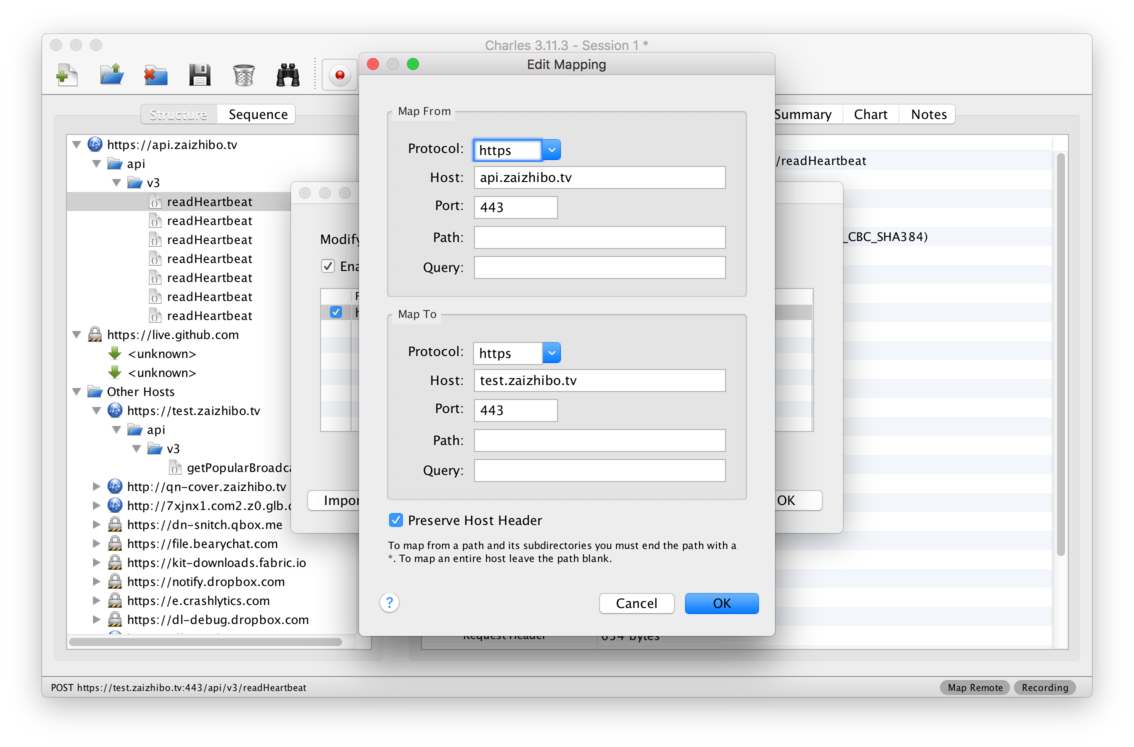 Charles 3.11.3 - Session 1 *
Edit Mapping
Structure
Sequence
Summary
Chart
Notes
https://api.zaizhibo.tv
api
v3
readHeartbeat
readHeartbeat
readHeartbeat
readHeartbeat
readHeartbeat
readHeartbeat
readHeartbeat
https://live.github.com
<unknown>
<unknown>
Other Hosts
https://test.zaizhibo.tv
api
v3
getPopularBroadca
http://qn-cover.zaizhibo.tv
http://7xjnx1.com2.z0.glb.c
https://dn-snitch.qbox.me
https://file.bearychat.com
https://kit-downloads.fabric.io
https://notify.dropbox.com
https://e.crashlytics.com
https://dl-debug.dropbox.com
Modify
Ena
Impor
OK
Map From
Protocol: https
Host: api.zaizhibo.tv
Port: 443
Path:
Query:
Map To
Protocol: https
Host: test.zaizhibo.tv
Port: 443
Path:
Query:
Preserve Host Header
To map from a path and its subdirectories you must end the path with a
*. To map an entire host leave the path blank.
?
Cancel
OK
/readHeartbeat
_CBC_SHA384)
Request Header 654 bytes
POST https://test.zaizhibo.tv:443/api/v3/readHeartbeat
Map Remote
Recording